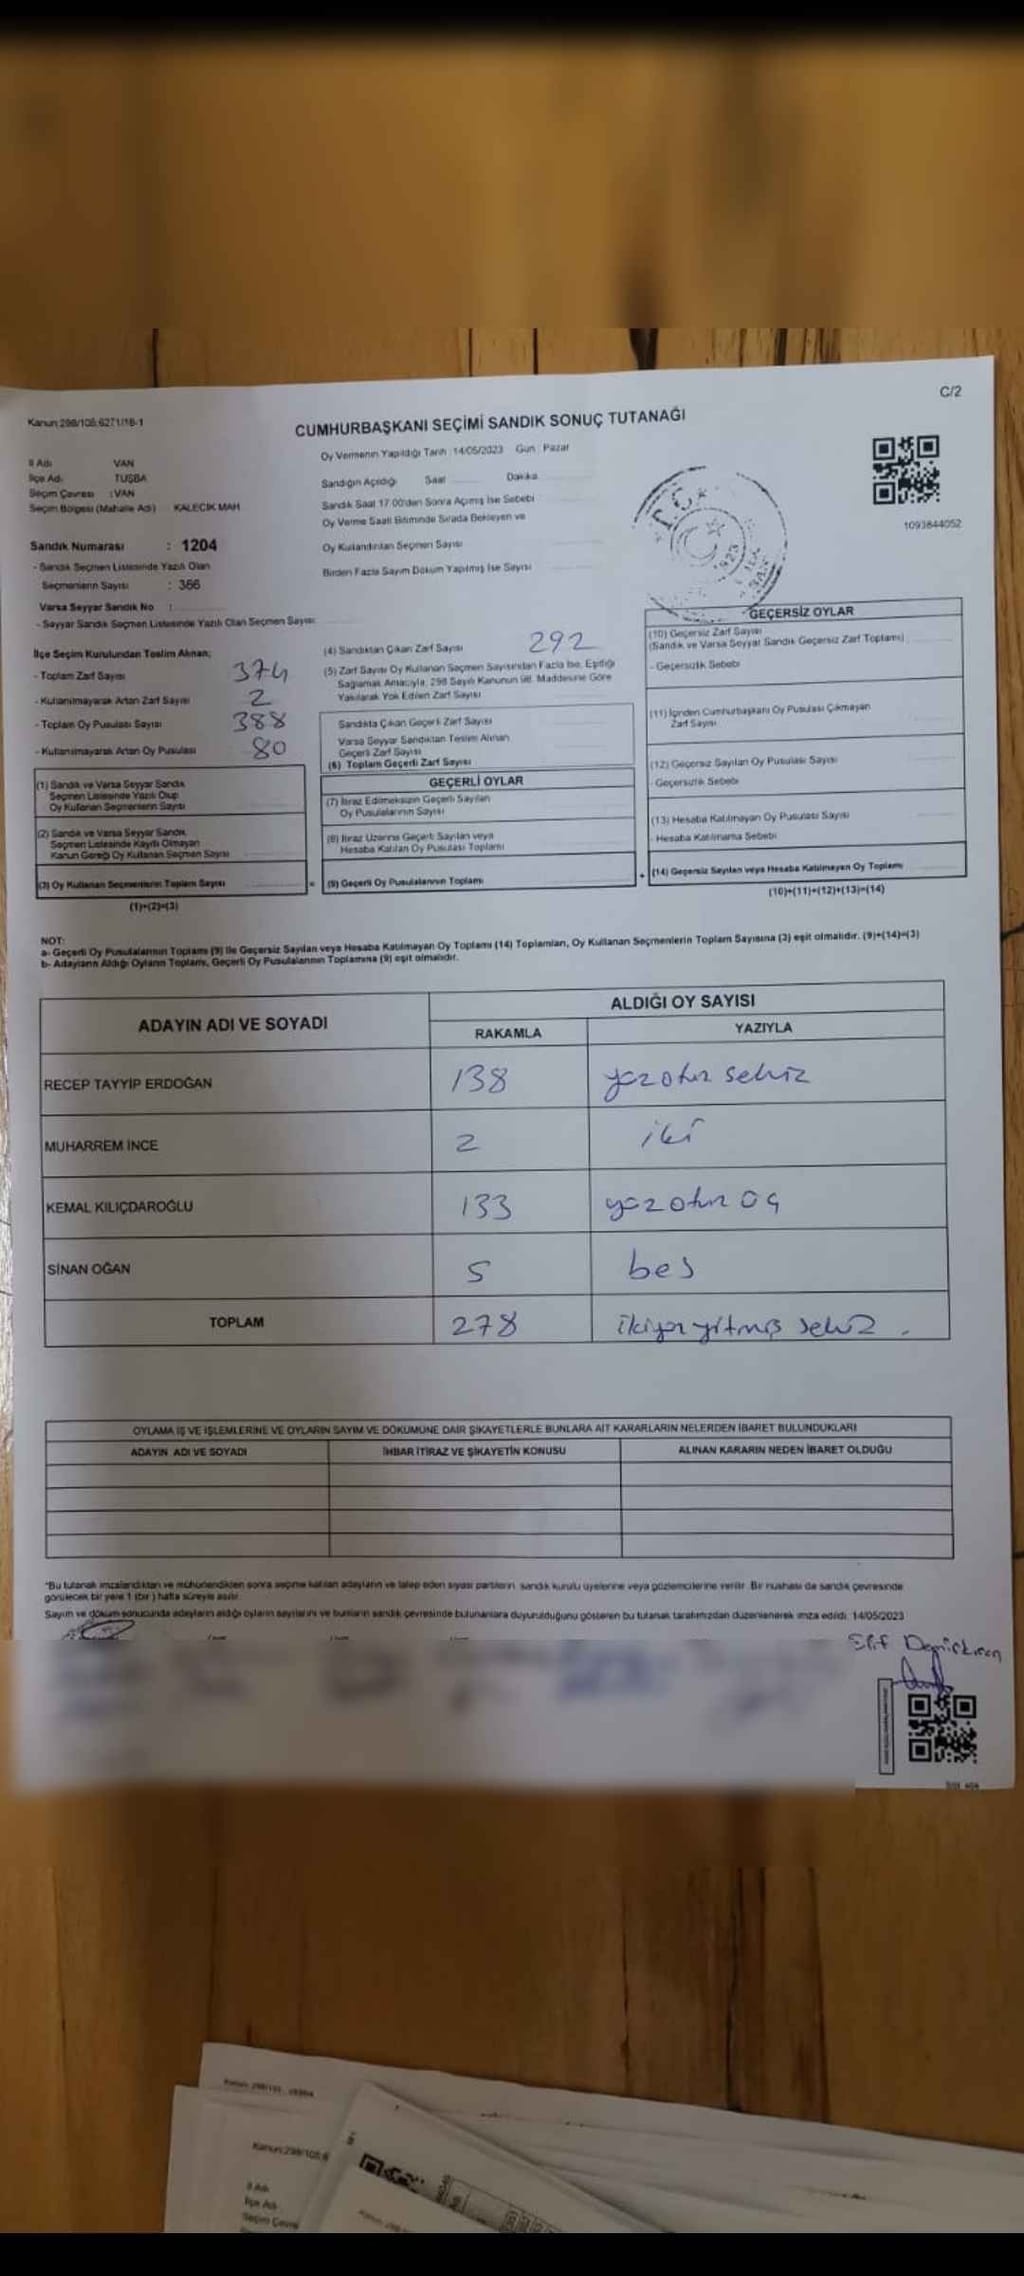 C/2
Kanun:298/105;6271/18-1
CUMHURBAŞKANI SEÇİMİ SANDIK SONUÇ TUTANAĞI
İl Adı VAN
İlçe Adı TUŞBA
Seçim Çevresi : VAN
Seçim Bölgesi (Mahalle Adı) KALECİK MAH
Sandık Numarası : 1204
- Sandık Seçmen Listesinde Yazılı Olan
Seçmenlerin Sayısı : 366
Varsa Seyyar Sandık No :
- Seyyar Sandık Seçmen Listesinde Yazılı Olan Seçmen Sayısı
Oy Vermenin Yapıldığı Tarih : 14/05/2023 Gün : Pazar
Sandığın Açıldığı Saat Dakika
Sandık Saat 17.00'den Sonra Açılmış İse Sebebi
Oy Verme Saati Bitiminde Sırada Bekleyen ve
Oy Kullandırılan Seçmen Sayısı
Birden Fazla Sayım Döküm Yapılmış İse Sayısı
T.C.
1923
1093844052
İlçe Seçim Kurulundan Teslim Alınan;
- Toplam Zarf Sayısı 374
- Kullanılmayarak Artan Zarf Sayısı 2
- Toplam Oy Pusulası Sayısı 388
- Kullanılmayarak Artan Oy Pusulası 80
(1) Sandık ve Varsa Seyyar Sandık
Seçmen Listesinde Yazılı Olup
Oy Kullanan Seçmenlerin Sayısı
(2) Sandık ve Varsa Seyyar Sandık
Seçmen Listesinde Kayıtlı Olmayan
Kanun Gereği Oy Kullanan Seçmen Sayısı
(3) Oy Kullanan Seçmenlerin Toplam Sayısı
(1)+(2)=(3)
(4) Sandıktan Çıkan Zarf Sayısı 292
(5) Zarf Sayısı Oy Kullanan Seçmen Sayısından Fazla İse, Eşitliği
Sağlamak Amacıyla, 298 Sayılı Kanunun 98. Maddesine Göre
Yakılarak Yok Edilen Zarf Sayısı
Sandıkta Çıkan Geçerli Zarf Sayısı
Varsa Seyyar Sandıktan Teslim Alınan
Geçerli Zarf Sayısı
(6) Toplam Geçerli Zarf Sayısı
GEÇERLİ OYLAR
(7) İtiraz Edilmeksizin Geçerli Sayılan
Oy Pusulalarının Sayısı
(8) İtiraz Üzerine Geçerli Sayılan veya
Hesaba Katılan Oy Pusulası Toplamı
= (9) Geçerli Oy Pusulalarının Toplamı
GEÇERSİZ OYLAR
(10) Geçersiz Zarf Sayısı
(Sandık ve Varsa Seyyar Sandık Geçersiz Zarf Toplamı)
- Geçersizlik Sebebi
(11) İçinden Cumhurbaşkanı Oy Pusulası Çıkmayan
Zarf Sayısı
(12) Geçersiz Sayılan Oy Pusulası Sayısı
- Geçersizlik Sebebi
(13) Hesaba Katılmayan Oy Pusulası Sayısı
- Hesaba Katılmama Sebebi
+ (14) Geçersiz Sayılan veya Hesaba Katılmayan Oy Toplamı
(10)+(11)+(12)+(13)=(14)
NOT:
a- Geçerli Oy Pusulalarının Toplamı (9) İle Geçersiz Sayılan veya Hesaba Katılmayan Oy Toplamı (14) Toplamları, Oy Kullanan Seçmenlerin Toplam Sayısına (3) eşit olmalıdır. (9)+(14)=(3)
b- Adayların Aldığı Oyların Toplamı, Geçerli Oy Pusulalarının Toplamına (9) eşit olmalıdır.
ADAYIN ADI VE SOYADI
ALDIĞI OY SAYISI
RAKAMLA YAZIYLA
RECEP TAYYİP ERDOĞAN 138 yüzotuz sekiz
MUHARREM İNCE 2 iki
KEMAL KILIÇDAROĞLU 133 yüzotuz üç
SİNAN OĞAN 5 bes
TOPLAM 278 ikiyüzyitmiş sekiz .
OYLAMA İŞ VE İŞLEMLERİNE VE OYLARIN SAYIM VE DÖKÜMÜNE DAİR ŞİKAYETLERLE BUNLARA AİT KARARLARIN NELERDEN İBARET BULUNDUKLARI
ADAYIN ADI VE SOYADI İHBAR İTİRAZ VE ŞİKAYETİN KONUSU ALINAN KARARIN NEDEN İBARET OLDUĞU
*Bu tutanak imzalandıktan ve mühürlendikten sonra seçime katılan adayların ve talep eden siyasi partilerin sandık kurulu üyelerine veya gözlemcilerine verilir. Bir nüshası da sandık çevresinde
görülecek bir yere 1 (bir) hafta süreyle asılır.
Sayım ve döküm sonucunda adayların aldığı oyların sayılarını ve bunların sandık çevresinde bulunanlara duyurulduğunu gösteren bu tutanak tarafımızdan düzenlenerek imza edildi. 14/05/2023
Elif Demirkıran
Kanun:298/105;6
İl Adı
İlçe Adı
Seçim Çevre